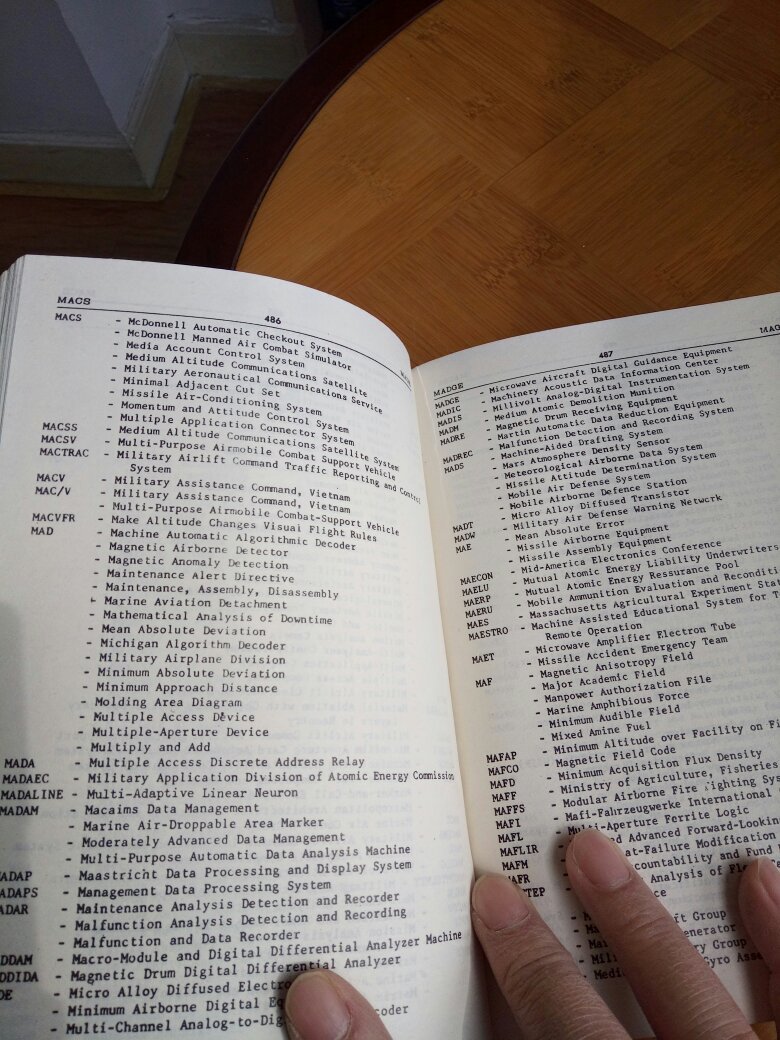 MACS
486
MACS - McDonnell Automatic Checkout System
- McDonnell Manned Air Combat Simulator
- Media Account Control System
- Medium Altitude Communications Satellite
- Military Aeronautical Communications Service
- Minimal Adjacent Cut Set
- Missile Air-Conditioning System
- Momentum and Attitude Control System
- Multiple Application Connector System
MACSS - Medium Altitude Communications Satellite System
MACSV - Multi-Purpose Airmobile Combat Support Vehicle
MACTRAC - Military Airlift Command Traffic Reporting and Control
System
MACV - Military Assistance Command, Vietnam
MAC/V - Military Assistance Command, Vietnam
- Multi-Purpose Airmobile Combat-Support Vehicle
MACVFR - Make Altitude Changes Visual Flight Rules
MAD - Machine Automatic Algorithmic Decoder
- Magnetic Airborne Detector
- Magnetic Anomaly Detection
- Maintenance Alert Directive
- Maintenance, Assembly, Disassembly
- Marine Aviation Detachment
- Mathematical Analysis of Downtime
- Mean Absolute Deviation
- Michigan Algorithm Decoder
- Military Airplane Division
- Minimum Absolute Deviation
- Minimum Approach Distance
- Molding Area Diagram
- Multiple Access Device
- Multiple-Aperture Device
- Multiply and Add
MADA - Multiple Access Discrete Address Relay
MADAEC - Military Application Division of Atomic Energy Commission
MADALINE - Multi-Adaptive Linear Neuron
MADAM - Macaims Data Management
- Marine Air-Droppable Area Marker
- Moderately Advanced Data Management
- Multi-Purpose Automatic Data Analysis Machine
ADAP - Maastricht Data Processing and Display System
ADAPS - Management Data Processing System
ADAR - Maintenance Analysis Detection and Recorder
- Malfunction Analysis Detection and Recording
- Malfunction and Data Recorder
DDAM - Macro-Module and Digital Differential Analyzer Machine
DDIDA - Magnetic Drum Digital Differential Analyzer
DE - Micro Alloy Diffused
- Minimum Airborne Digital
- Multi-Channel Analog-to-Dig
MADGE
487
MADGE - Microwave Aircraft Digital Guidance Equipment
MADIC - Machinery Acoustic Data Information Center
MADIS - Millivolt Analog-Digital Instrumentation System
MADM - Medium Atomic Demolition Munition
MADRE - Magnetic Drum Receiving Equipment
- Martin Automatic Data Reduction Equipment
MADREC - Malfunction Detection and Recording System
MADS - Machine-Aided Drafting System
- Mars Atmosphere Density Sensor
- Meteorological Airborne Data System
- Missile Attitude Determination System
- Mobile Air Defense System
- Mobile Airborne Defence Station
MADT - Micro Alloy Diffused Transistor
MADW - Military Air Defense Warning Network
MAE - Mean Absolute Error
- Missile Airborne Equipment
- Missile Assembly Equipment
MAECON - Mid-America Electronics Conference
MAELU - Mutual Atomic Energy Liability Underwriters
MAERP - Mutual Atomic Energy Ressurance Pool
MAERU - Mobile Ammunition Evaluation and Reconditi
MAES - Massachusetts Agricultural Experiment Stat
MAESTRO - Machine Assisted Educational System for T
Remote Operation
MAET - Microwave Amplifier Electron Tube
- Missile Accident Emergency Team
MAF - Magnetic Anisotropy Field
- Major Academic Field
- Manpower Authorization File
- Marine Amphibious Force
- Minimum Audible Field
- Mixed Amine Fuel
MAFAP - Minimum Altitude over Facility on Fi
MAFCO - Magnetic Field Code
MAFD - Minimum Acquisition Flux Density
MAFF - Ministry of Agriculture, Fisheries
MAFFS - Modular Airborne Fire Fighting Sys
MAFI - Mafi-Fahrzeugwerke International
MAFL - Multi-Aperture Ferrite Logic
MAFLIR Advanced Forward-Lookin
MAFM at-Failure Modification
AFR ccountability and Fund
TEP Analysis of